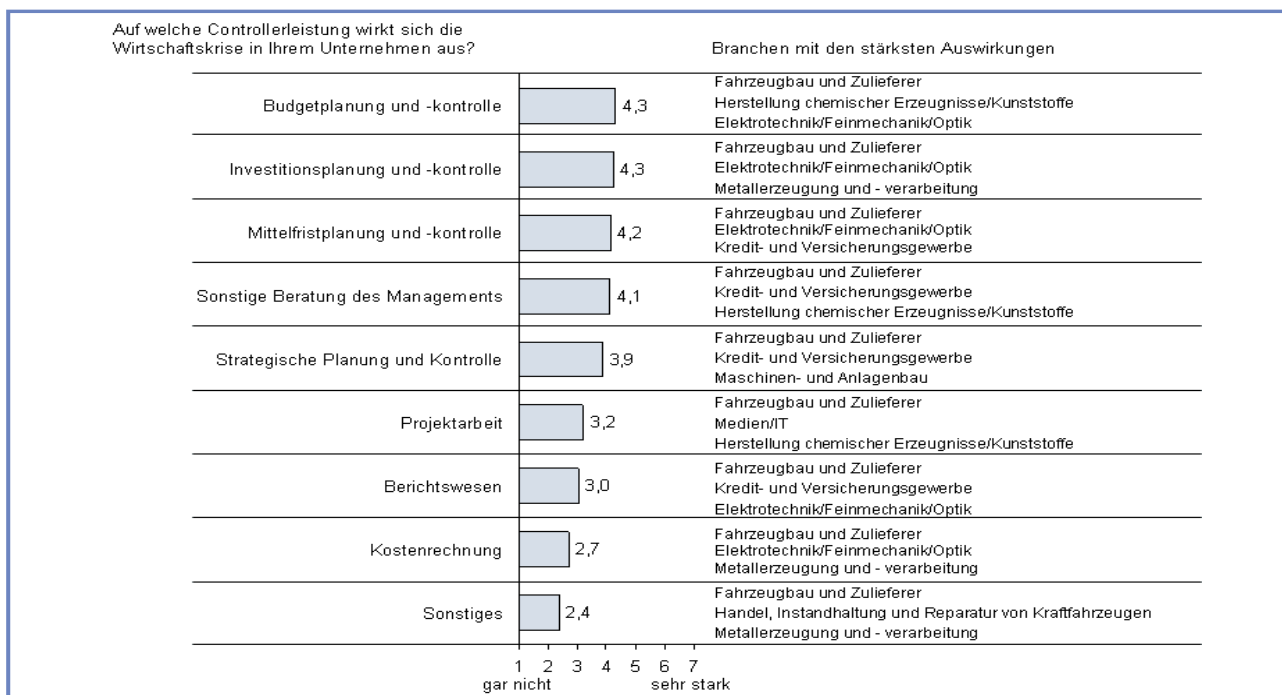 Auf welche Controllerleistung wirkt sich die
Wirtschaftskrise in Ihrem Unternehmen aus?
Branchen mit den stärksten Auswirkungen
Budgetplanung und -kontrolle
4,3
Fahrzeugbau und Zulieferer
Herstellung chemischer Erzeugnisse/Kunststoffe
Elektrotechnik/Feinmechanik/Optik
Investitionsplanung und -kontrolle
4,3
Fahrzeugbau und Zulieferer
Elektrotechnik/Feinmechanik/Optik
Metallerzeugung und - verarbeitung
Mittelfristplanung und -kontrolle
4,2
Fahrzeugbau und Zulieferer
Elektrotechnik/Feinmechanik/Optik
Kredit- und Versicherungsgewerbe
Sonstige Beratung des Managements
4,1
Fahrzeugbau und Zulieferer
Kredit- und Versicherungsgewerbe
Herstellung chemischer Erzeugnisse/Kunststoffe
Strategische Planung und Kontrolle
3,9
Fahrzeugbau und Zulieferer
Kredit- und Versicherungsgewerbe
Maschinen- und Anlagenbau
Projektarbeit
3,2
Fahrzeugbau und Zulieferer
Medien/IT
Herstellung chemischer Erzeugnisse/Kunststoffe
Berichtswesen
3,0
Fahrzeugbau und Zulieferer
Kredit- und Versicherungsgewerbe
Elektrotechnik/Feinmechanik/Optik
Kostenrechnung
2,7
Fahrzeugbau und Zulieferer
Elektrotechnik/Feinmechanik/Optik
Metallerzeugung und - verarbeitung
Sonstiges
2,4
Fahrzeugbau und Zulieferer
Handel, Instandhaltung und Reparatur von Kraftfahrzeugen
Metallerzeugung und - verarbeitung
1 2 3 4 5 6 7
gar nicht sehr stark